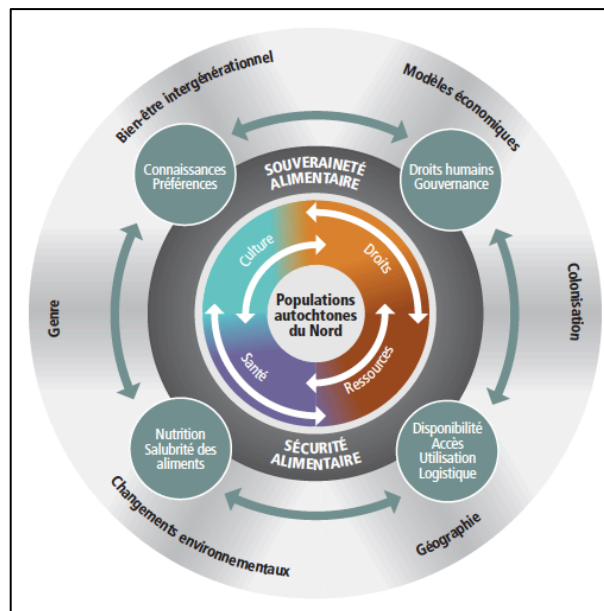 Bien-être intergénérationnel
Modèles économiques
Connaissances
Préférences
SOUVERAINETÉ
ALIMENTAIRE
Droits humains
Gouvernance
Culture
Droits
Genre
Populations
autochtones
du Nord
Colonisation
Santé
Ressources
Nutrition
Salubrité des
aliments
SÉCURITÉ
ALIMENTAIRE
Disponibilité
Accès
Utilisation
Logistique
Changements environnementaux
Géographie